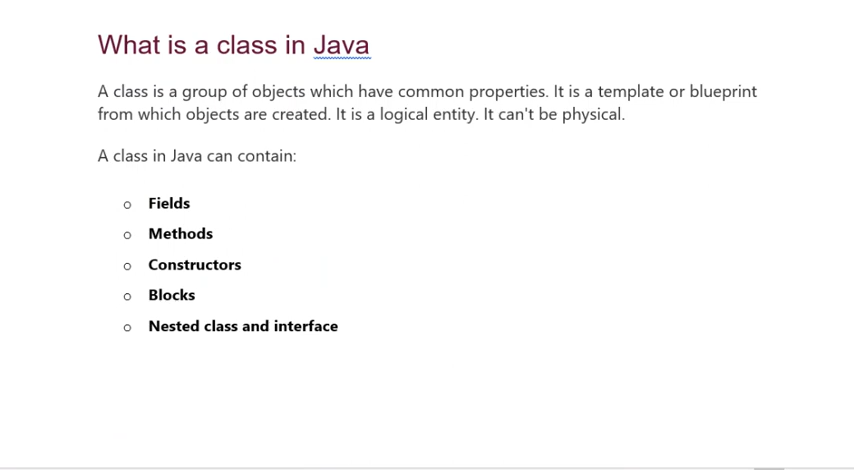 What is a class in Java
A class is a group of objects which have common properties. It is a template or blueprint
from which objects are created. It is a logical entity. It can't be physical.
A class in Java can contain:
o Fields
o Methods
o Constructors
o Blocks
o Nested class and interface